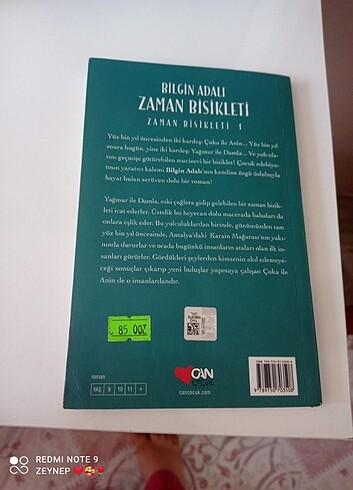 BİLGİN ADALI
ZAMAN BİSİKLETİ
ZAMAN BİSİKLETİ 1
Yüz bin yıl öncesinden iki kardeş: Çuka ile Anin... Yüz bin yıl
sonra bugün, yine iki kardeş: Yağmur ile Damla... Ve yolcula-
rını geçmişe götürebilen mucizevi bir bisiklet! Çocuk edebiya-
tının yaratıcı kalemi Bilgin Adalı'nın kendine özgü üslubuyla
hayat bulan serüven dolu bir roman!
Yağmur ile Damla, eski çağlara gidip gelebilen bir zaman bisik-
leti icat ederler. Üstelik bu heyecan dolu macerada babaları da
onlara eşlik eder. Bu yolculuklardan birinde, günümüzden tam
yüz bin yıl öncesinde, Antalya'daki Karain Mağarası'nın yakı-
nında dururlar ve orada bugünkü insanların ataları olan ilk in-
sanları görürler. Gördükleri şeylerden kimsenin akıl edemeye-
ceği sonuçlar çıkarıp yeni buluşlar yapmaya çalışan Çuka ile
Anin de o insanlardandır.
85.00
roman
YAŞ 9 10 11 +
CAN
çocuk
cancocuk.com
9 789750 703508
REDMI NOTE 9
ZEYNEP